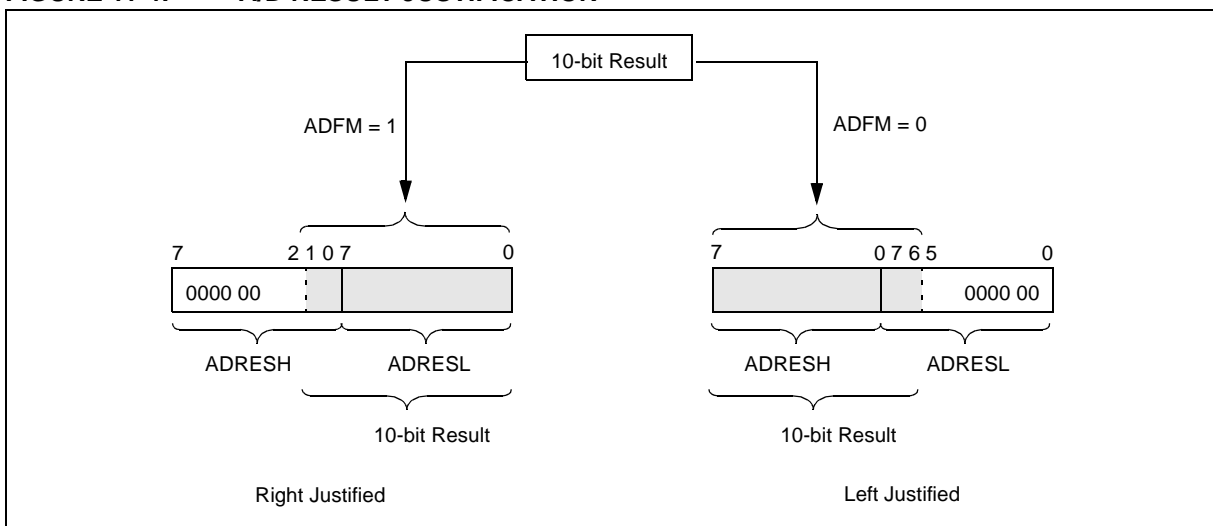 10-bit Result
ADFM = 1
ADFM = 0
7 2 1 0 7 0
7 0 7 6 5 0
0000 00
0000 00
ADRESH ADRESL
ADRESH ADRESL
10-bit Result
10-bit Result
Right Justified
Left Justified